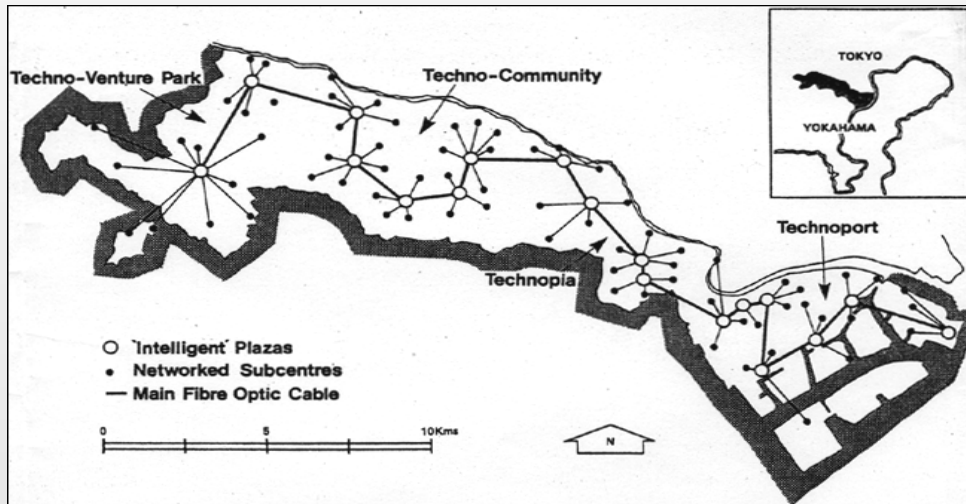 TOKYO
YOKAHAMA
Techno-Venture Park
Techno-Community
Technoport
Technopia
'Intelligent' Plazas
Networked Subcentres
Main Fibre Optic Cable
0 5 10Kms
N